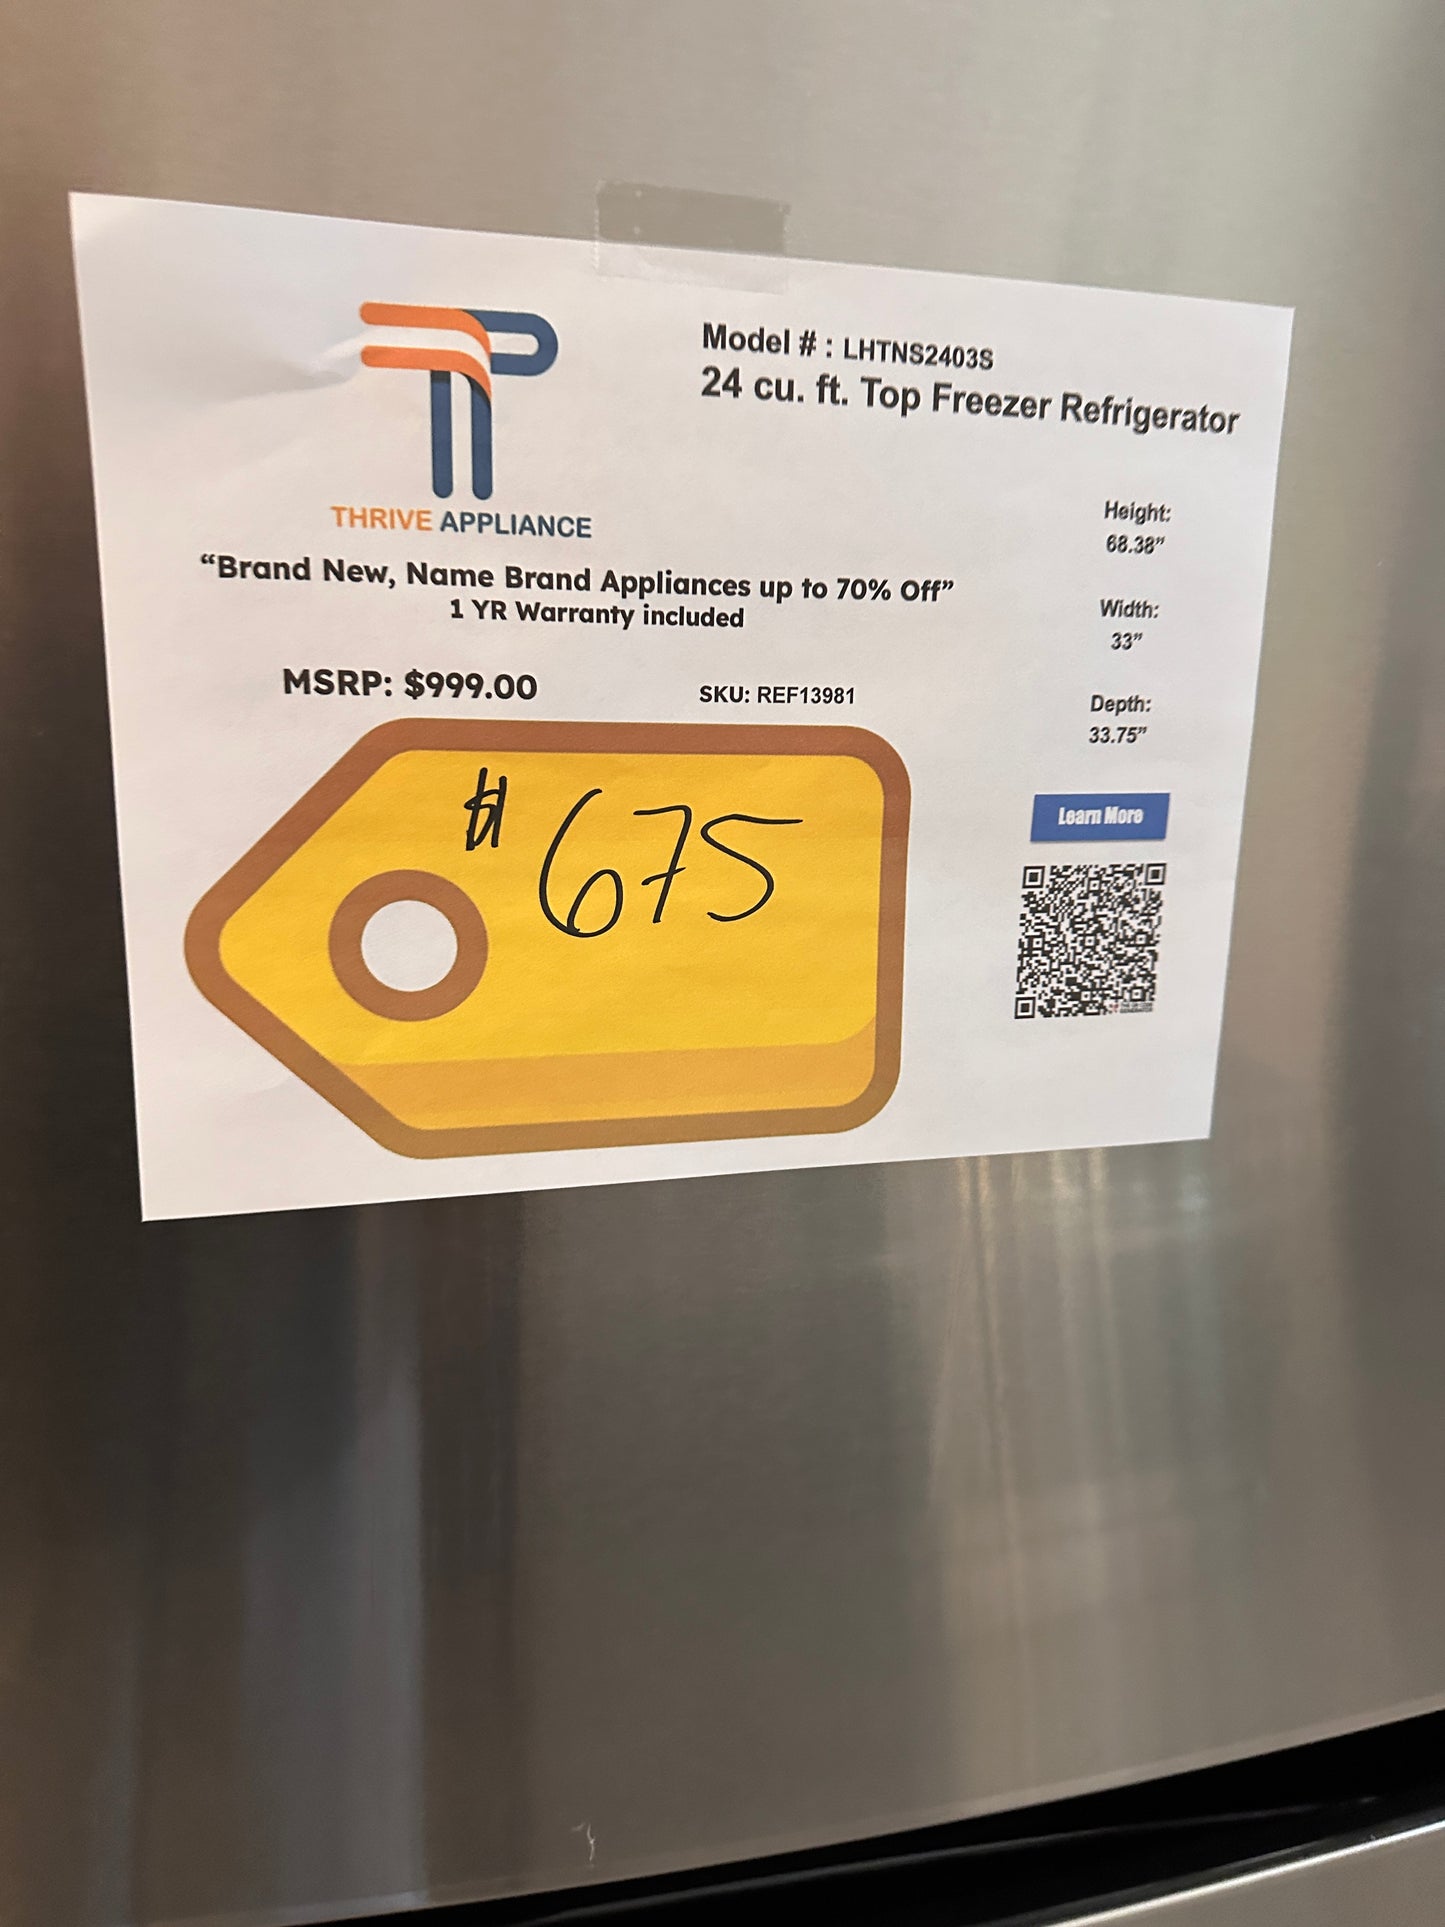 Model # : LHTNS2403S
24 cu. ft. Top Freezer Refrigerator
THRIVE APPLIANCE
“Brand New, Name Brand Appliances up to 70% Off”
1 YR Warranty included
MSRP: $999.00
SKU: REF13981
$675
Height:
68.38”
Width:
33”
Depth:
33.75”
Learn More